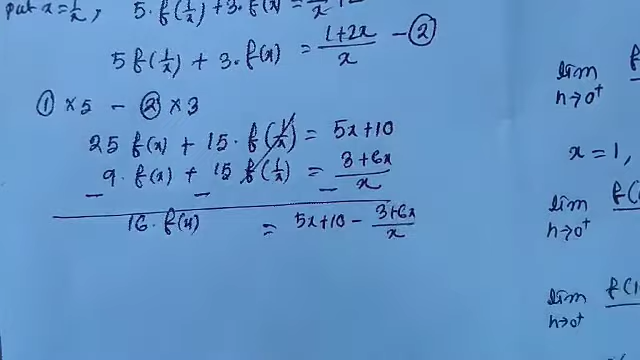 put x = 1/x, 5. f(1/x) + 3. f(x) =
5 f(1/x) + 3. f(x) = (1+2x)/x - ②
① × 5 - ② × 3
25 f(x) + 15. f(1/x) = 5x+10
9. f(x) + 15 f(1/x) = (3+6x)/x
- - -
16. f(x) = 5x+10 - (3+6x)/x
lim h→0⁺
x = 1,
lim h→0⁺ f(
lim h→0⁺ f(1